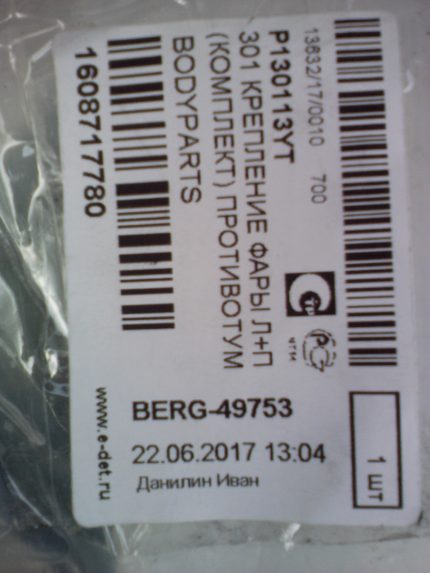 13632/17/0010 700
P130113YT
301 КРЕПЛЕНИЕ ФАРЫ Л+П
(КОМПЛЕКТ) ПРОТИВОТУМ
BODYPARTS
1608717780
BERG-49753
22.06.2017 13:04
Данилин Иван
www.e-det.ru
1 ШТ